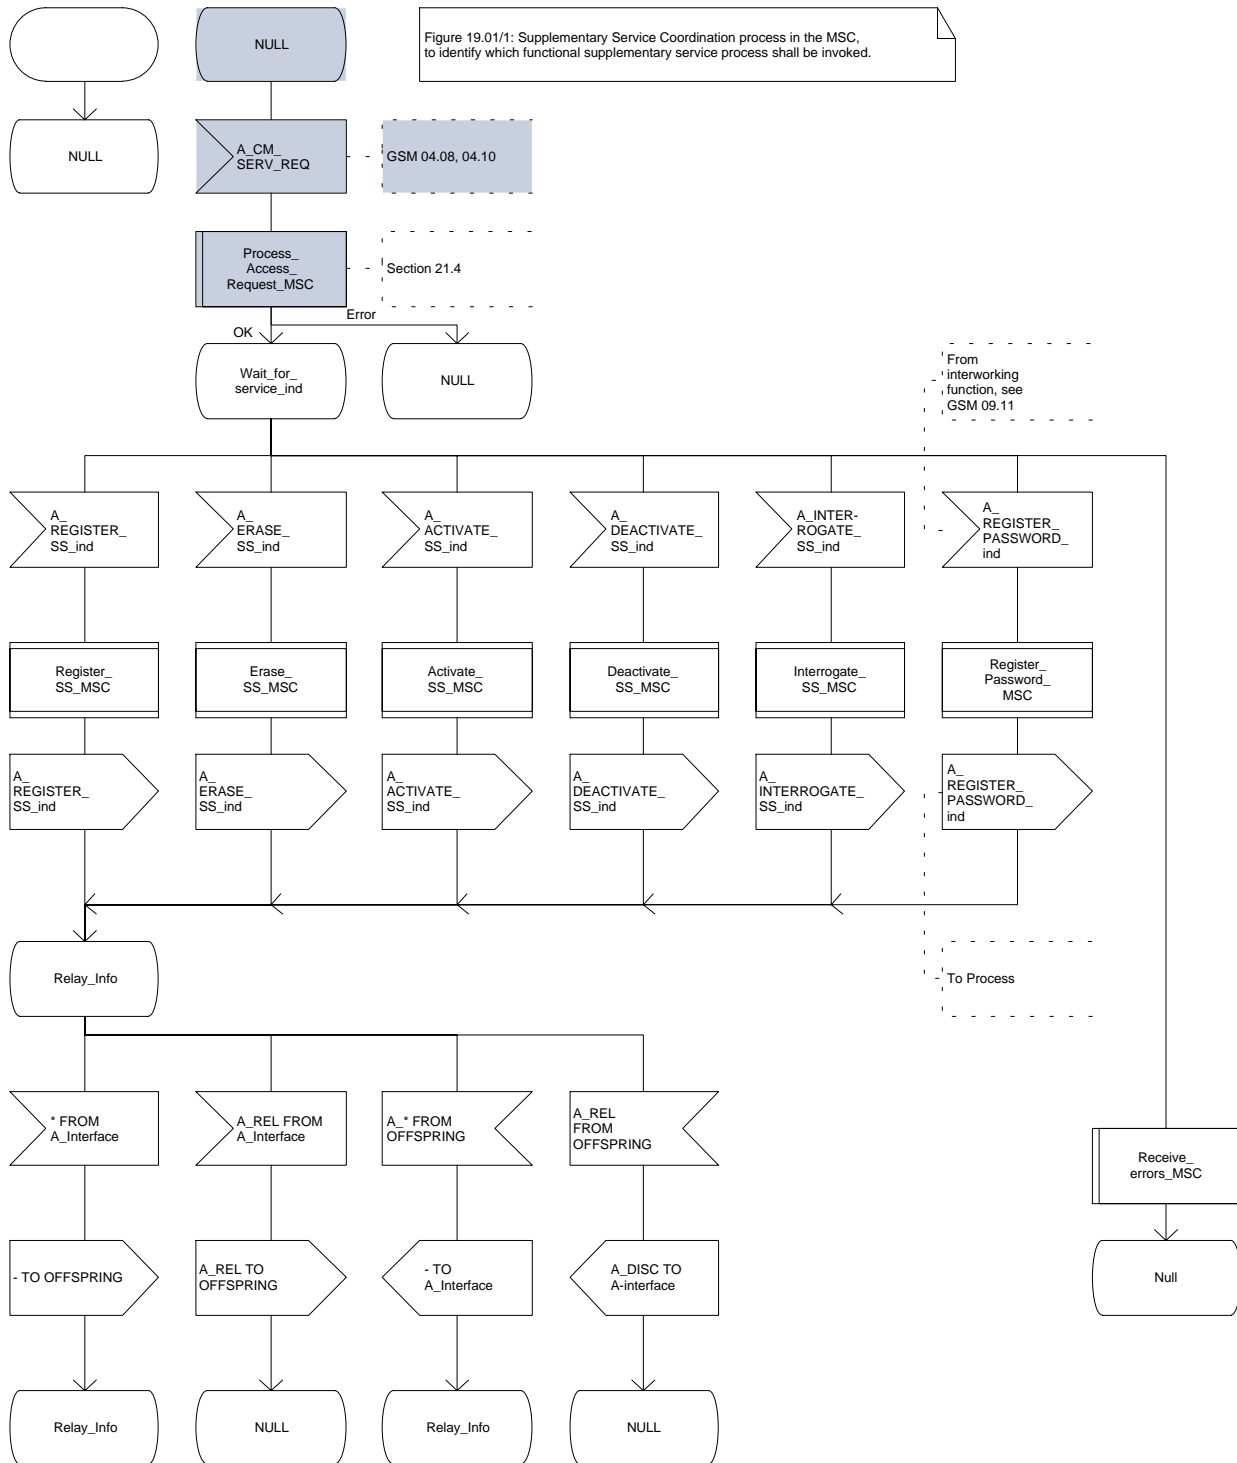 NULL
Figure 19.01/1: Supplementary Service Coordination process in the MSC,
to identify which functional supplementary service process shall be invoked.
NULL
A_CM_
SERV_REQ
GSM 04.08, 04.10
Process_
Access_
Request_MSC
Section 21.4
Error
OK
Wait_for_
service_ind
NULL
From
interworking
function, see
GSM 09.11
A_
REGISTER_
SS_ind
A_
ERASE_
SS_ind
A_
ACTIVATE_
SS_ind
A_
DEACTIVATE_
SS_ind
A_INTER-
ROGATE_
SS_ind
A_
REGISTER_
PASSWORD_
ind
Register_
SS_MSC
Erase_
SS_MSC
Activate_
SS_MSC
Deactivate_
SS_MSC
Interrogate_
SS_MSC
Register_
Password_
MSC
A_
REGISTER_
SS_ind
A_
ERASE_
SS_ind
A_
ACTIVATE_
SS_ind
A_
DEACTIVATE_
SS_ind
A_
INTERROGATE_
SS_ind
A_
REGISTER_
PASSWORD_
ind
Relay_Info
To Process
* FROM
A_Interface
A_REL FROM
A_Interface
A_* FROM
OFFSPRING
A_REL
FROM
OFFSPRING
Receive_
errors_MSC
- TO OFFSPRING
A_REL TO
OFFSPRING
- TO
A_Interface
A_DISC TO
A-interface
Null
Relay_Info
NULL
Relay_Info
NULL